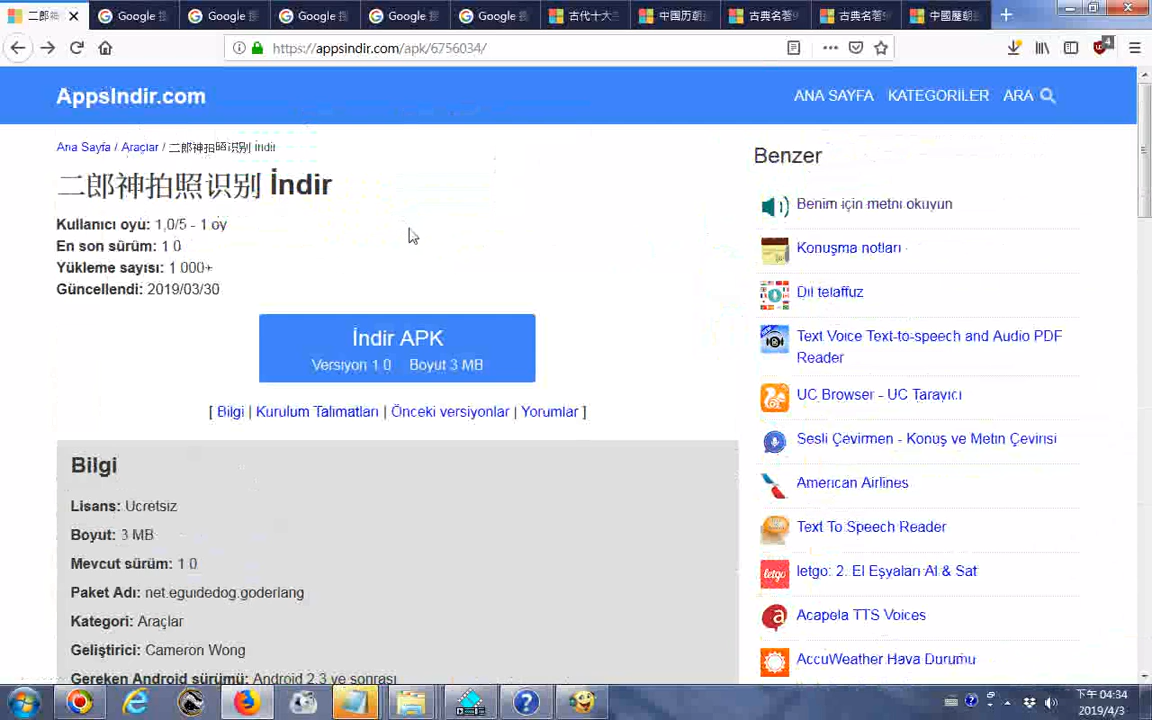 二郎神
Google
Google
Google
Google
Google
古代十大
中国历朝
古典名著
古典名著
中國歷朝
https://appsindir.com/apk/6756034/
4
AppsIndir.com
ANA SAYFA KATEGORİLER ARA
Ana Sayfa / Araçlar / 二郎神拍照识别 İndir
二郎神拍照识别 İndir
Kullanıcı oyu: 1,0/5 - 1 oy
En son sürüm: 1 0
Yükleme sayısı: 1 000+
Güncellendi: 2019/03/30
İndir APK
Versiyon 1 0 Boyut 3 MB
[ Bilgi | Kurulum Talimatları | Önceki versiyonlar | Yorumlar ]
Bilgi
Lisans: Ücretsiz
Boyut: 3 MB
Mevcut sürüm: 1 0
Paket Adı: net eguidedog.goderlang
Kategori: Araçlar
Geliştirici: Cameron Wong
Gereken Android sürümü: Android 2.3 ve sonrası
Benzer
Benim için metni okuyun
Konuşma notları
Dil telaffuz
Text Voice Text-to-speech and Audio PDF
Reader
UC Browser - UC Tarayıcı
Sesli Çevirmen - Konuş ve Metin Çevirisi
American Airlines
Text To Speech Reader
letgo
letgo: 2. El Eşyaları Al & Sat
Acapela TTS Voices
AccuWeather Hava Durumu
下午 04:34
2019/4/3